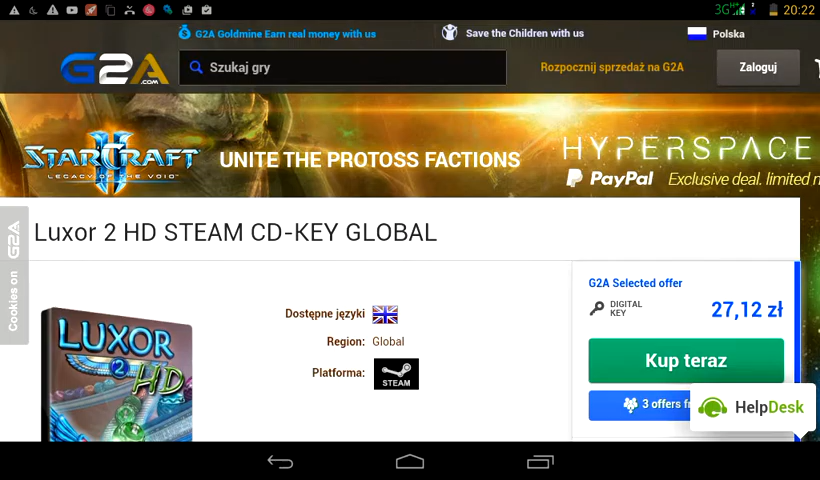 3G H+ 20:22
G2A Goldmine Earn real money with us
Save the Children with us
Polska
G2A.COM
Szukaj gry
Rozpocznij sprzedaż na G2A
Zaloguj
STARCRAFT II
LEGACY OF THE VOID
UNITE THE PROTOSS FACTIONS
HYPERSPACE
PayPal Exclusive deal. limited
Cookies on G2A
Luxor 2 HD STEAM CD-KEY GLOBAL
G2A Selected offer
DIGITAL
KEY
27,12 zł
Dostępne języki
Region: Global
Platforma:
STEAM
Kup teraz
3 offers
HelpDesk
LUXOR
2 HD